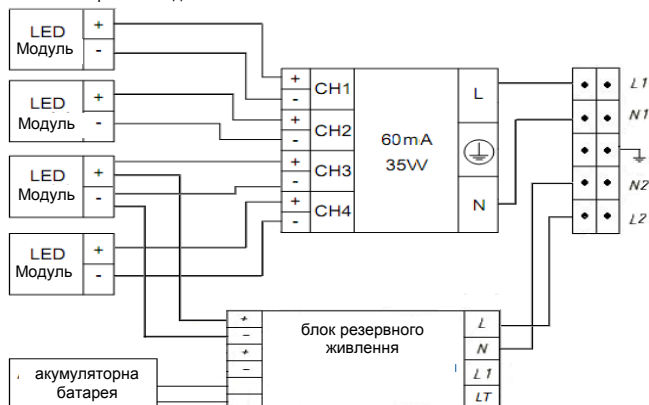 LED
Модуль
+
-
LED
Модуль
+
-
LED
Модуль
+
-
LED
Модуль
+
-
+
-
CH1
+
-
CH2
+
-
CH3
+
-
CH4
60mA
35W
L
N
L1
N1
N2
L2
+
-
+
-
блок резервного
живлення
L
N
L1
LT
акумуляторна
батарея